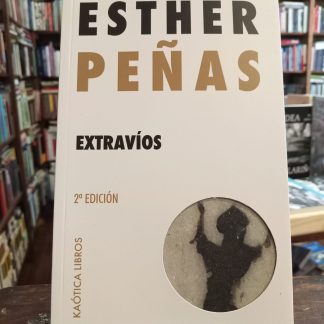 ESTHER
PEÑAS
EXTRAVÍOS
2ª EDICIÓN
KAÓTICA LIBROS